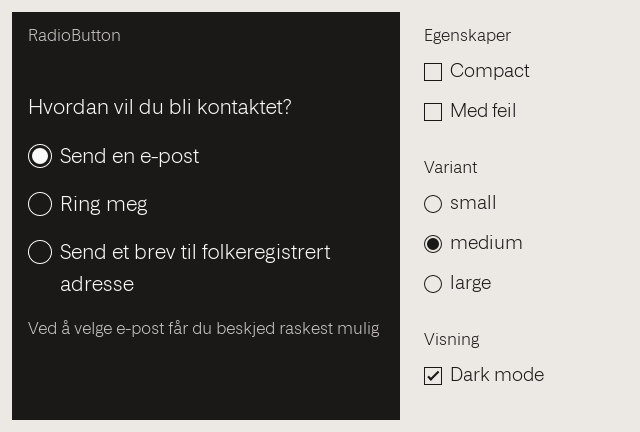 RadioButton
Hvordan vil du bli kontaktet?
Send en e-post
Ring meg
Send et brev til folkeregistrert
adresse
Ved å velge e-post får du beskjed raskest mulig
Egenskaper
Compact
Med feil
Variant
small
medium
large
Visning
Dark mode